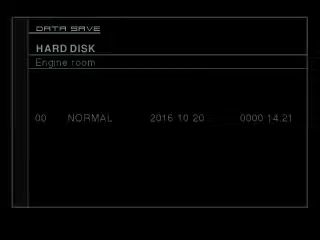 DATA SAVE
HARD DISK
Engine room
00 NORMAL 2016 10 20 0000 14:21